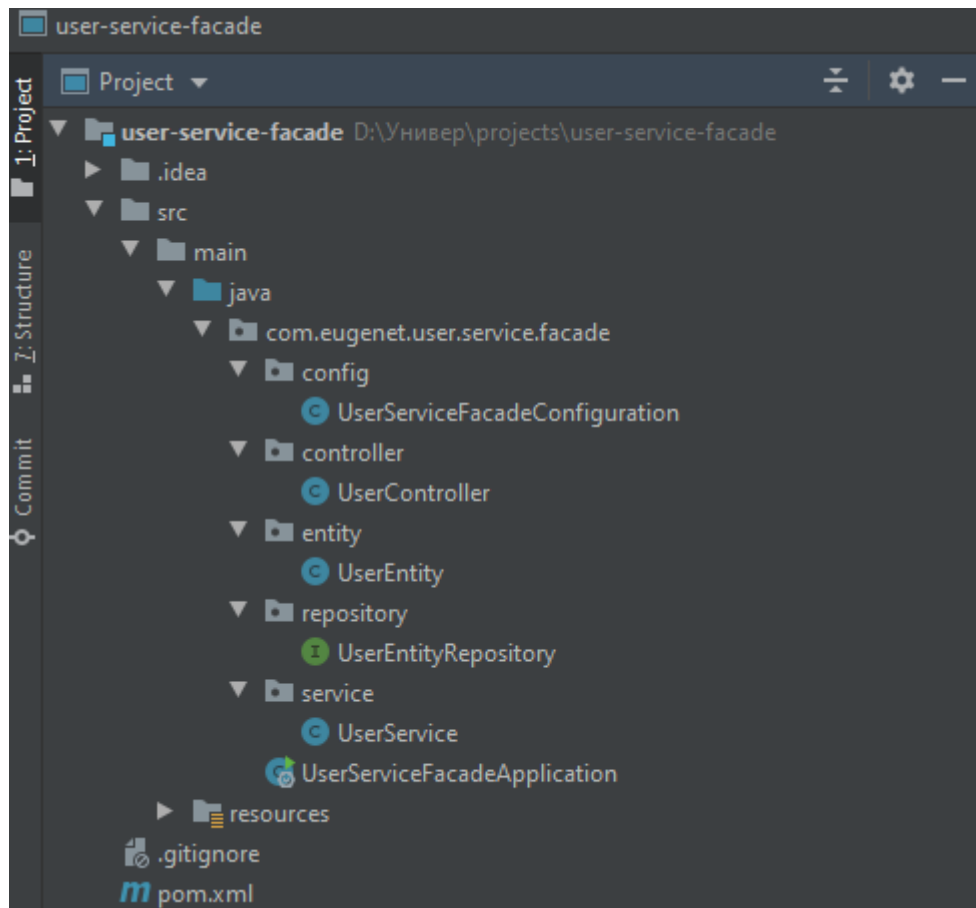 user-service-facade
Project
1: Project
7: Structure
Commit
user-service-facade D:\Универ\projects\user-service-facade
.idea
src
main
java
com.eugenet.user.service.facade
config
C UserServiceFacadeConfiguration
controller
C UserController
entity
C UserEntity
repository
I UserEntityRepository
service
C UserService
UserServiceFacadeApplication
resources
.gitignore
m pom.xml